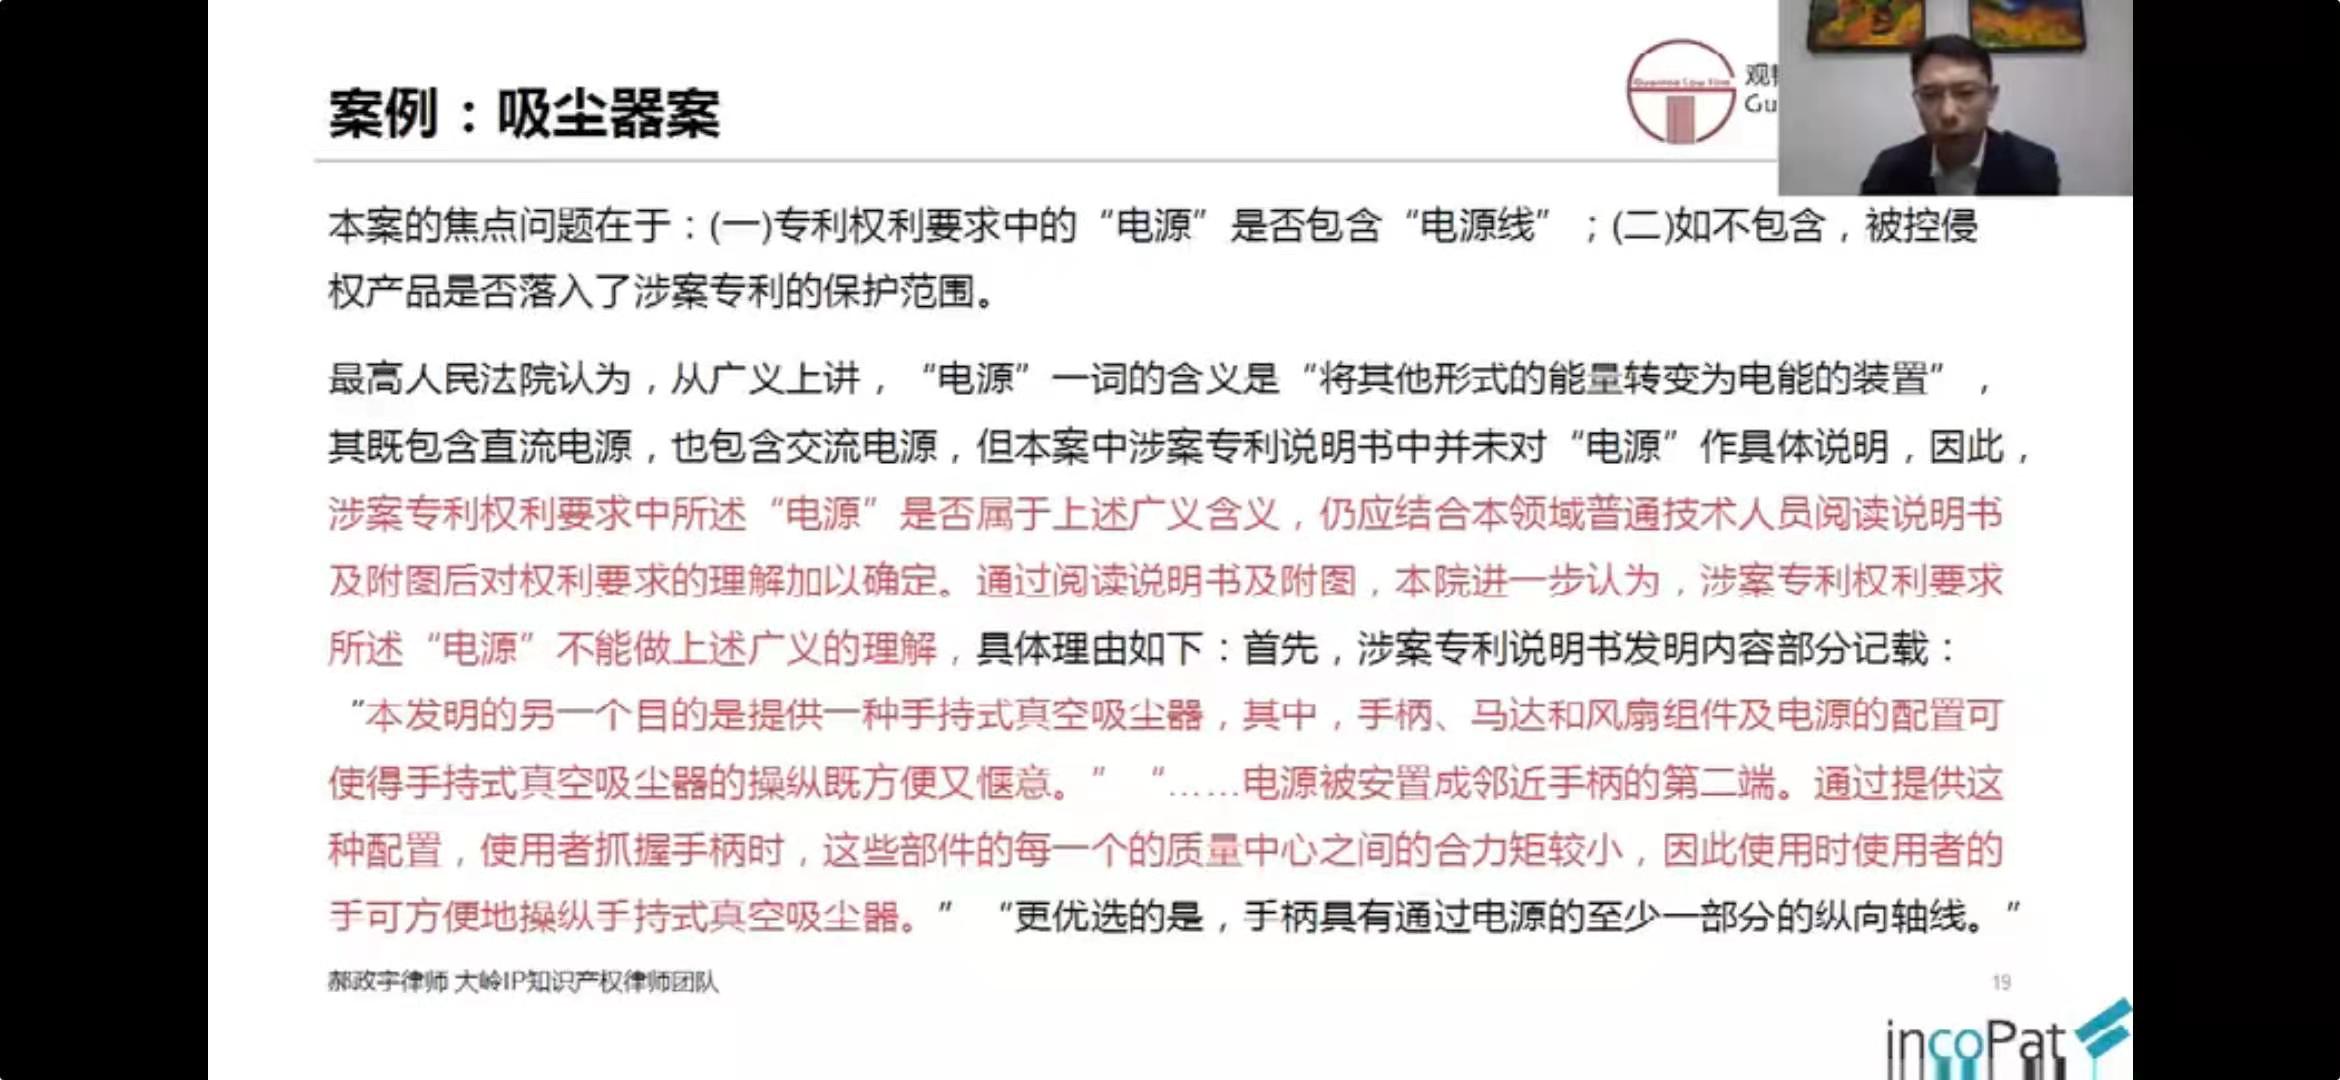 案例：吸尘器案
Guantao Law Firm
观
Gu
本案的焦点问题在于：(一)专利权利要求中的“电源”是否包含“电源线”；(二)如不包含，被控侵
权产品是否落入了涉案专利的保护范围。
最高人民法院认为，从广义上讲，“电源”一词的含义是“将其他形式的能量转变为电能的装置”，
其既包含直流电源，也包含交流电源，但本案中涉案专利说明书中并未对“电源”作具体说明，因此，
涉案专利权利要求中所述“电源”是否属于上述广义含义，仍应结合本领域普通技术人员阅读说明书
及附图后对权利要求的理解加以确定。通过阅读说明书及附图，本院进一步认为，涉案专利权利要求
所述“电源”不能做上述广义的理解，具体理由如下：首先，涉案专利说明书发明内容部分记载：
”本发明的另一个目的是提供一种手持式真空吸尘器，其中，手柄、马达和风扇组件及电源的配置可
使得手持式真空吸尘器的操纵既方便又惬意。”“……电源被安置成邻近手柄的第二端。通过提供这
种配置，使用者抓握手柄时，这些部件的每一个的质量中心之间的合力矩较小，因此使用时使用者的
手可方便地操纵手持式真空吸尘器。”“更优选的是，手柄具有通过电源的至少一部分的纵向轴线。”
郝政宇律师 大岭IP知识产权律师团队
19
incoPat